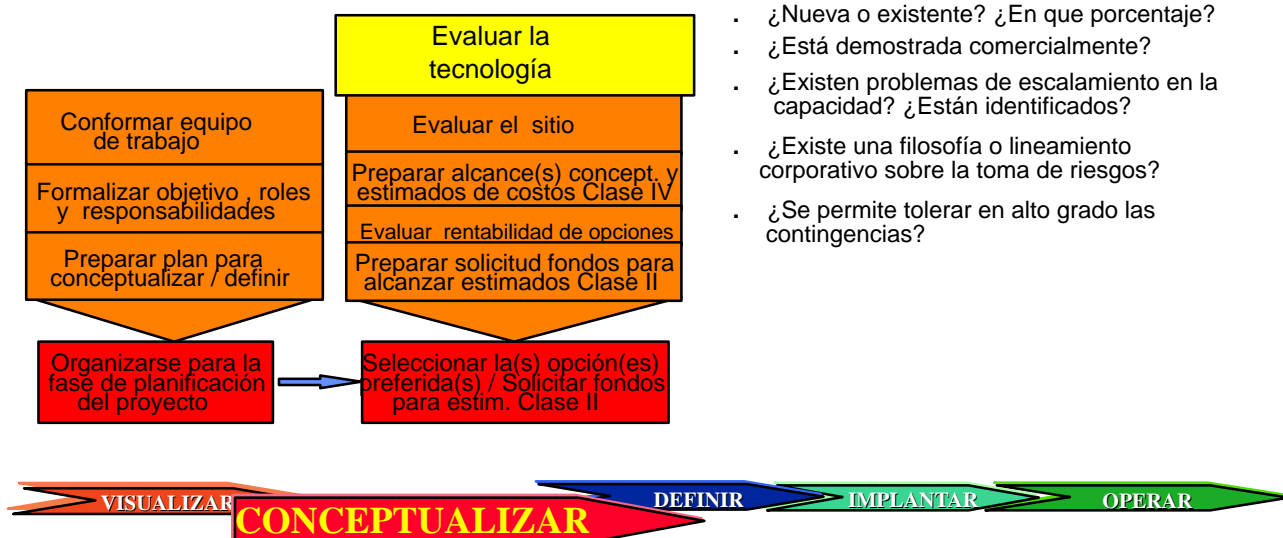 Conformar equipo
de trabajo
Formalizar objetivo , roles
y responsabilidades
Preparar plan para
conceptualizar / definir
Organizarse para la
fase de planificación
del proyecto
Evaluar la
tecnología
Evaluar el sitio
Preparar alcance(s) concept. y
estimados de costos Clase IV
Evaluar rentabilidad de opciones
Preparar solicitud fondos para
alcanzar estimados Clase II
Seleccionar la(s) opción(es)
preferida(s) / Solicitar fondos
para estim. Clase II
. ¿Nueva o existente? ¿En que porcentaje?
. ¿Está demostrada comercialmente?
. ¿Existen problemas de escalamiento en la
capacidad? ¿Están identificados?
. ¿Existe una filosofía o lineamiento
corporativo sobre la toma de riesgos?
. ¿Se permite tolerar en alto grado las
contingencias?
VISUALIZAR
CONCEPTUALIZAR
DEFINIR
IMPLANTAR
OPERAR